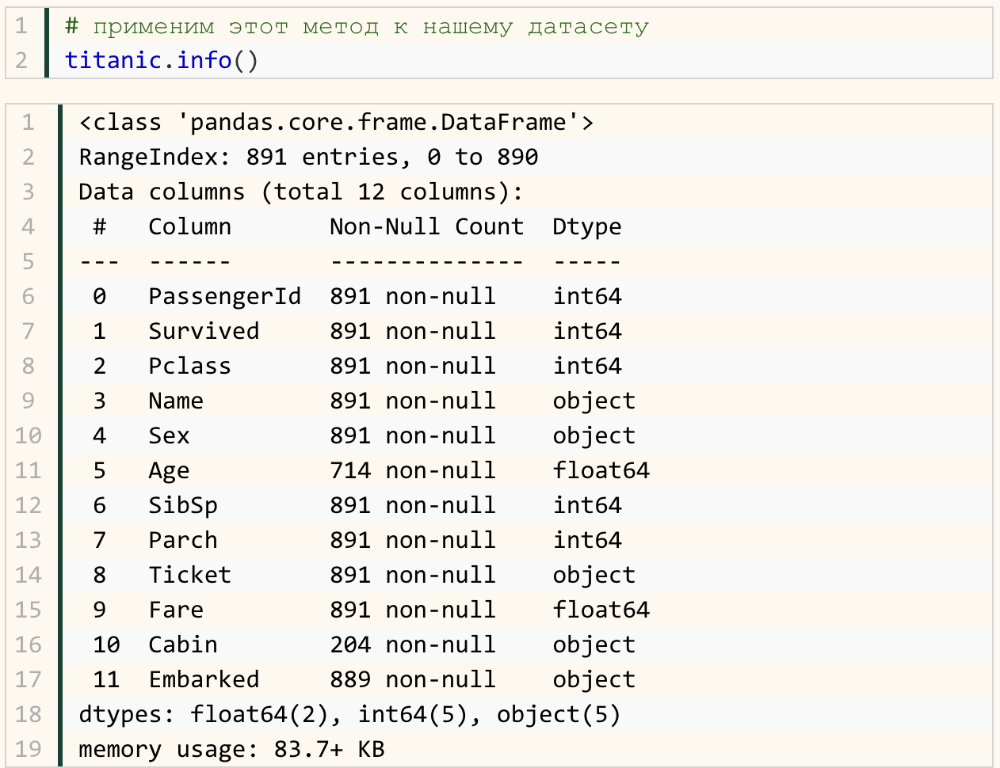 1 # применим этот метод к нашему датасету
2 titanic.info()
1 <class 'pandas.core.frame.DataFrame'>
2 RangeIndex: 891 entries, 0 to 890
3 Data columns (total 12 columns):
4  #   Column       Non-Null Count  Dtype
5 ---  ------       --------------  -----
6  0   PassengerId  891 non-null    int64
7  1   Survived     891 non-null    int64
8  2   Pclass       891 non-null    int64
9  3   Name         891 non-null    object
10  4   Sex          891 non-null    object
11  5   Age          714 non-null    float64
12  6   SibSp        891 non-null    int64
13  7   Parch        891 non-null    int64
14  8   Ticket       891 non-null    object
15  9   Fare         891 non-null    float64
16  10  Cabin        204 non-null    object
17  11  Embarked     889 non-null    object
18 dtypes: float64(2), int64(5), object(5)
19 memory usage: 83.7+ KB